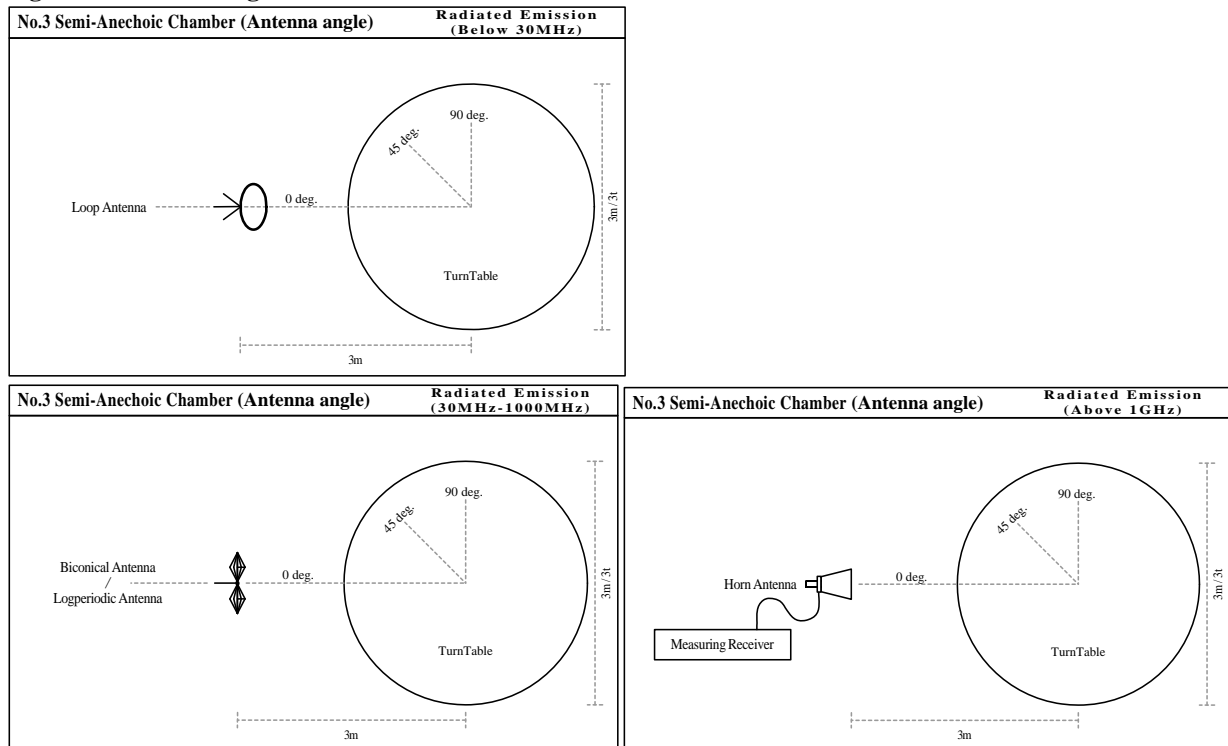 No.3 Semi-Anechoic Chamber (Antenna angle)
Radiated Emission
(Below 30MHz)
90 deg.
45 deg.
0 deg.
Loop Antenna
3m / 3t
TurnTable
3m
No.3 Semi-Anechoic Chamber (Antenna angle)
Radiated Emission
(30MHz-1000MHz)
90 deg.
45 deg.
0 deg.
Biconical Antenna
/
Logperiodic Antenna
3m / 3t
TurnTable
3m
No.3 Semi-Anechoic Chamber (Antenna angle)
Radiated Emission
(Above 1GHz)
90 deg.
45 deg.
0 deg.
Horn Antenna
3m / 3t
Measuring Receiver
TurnTable
3m